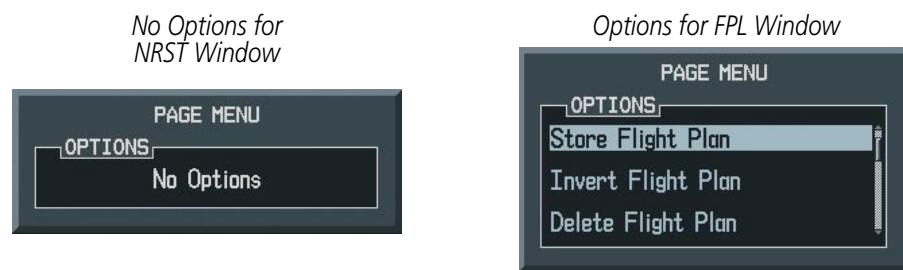 No Options for
NRST Window
PAGE MENU
OPTIONS
No Options
Options for FPL Window
PAGE MENU
OPTIONS
Store Flight Plan
Invert Flight Plan
Delete Flight Plan